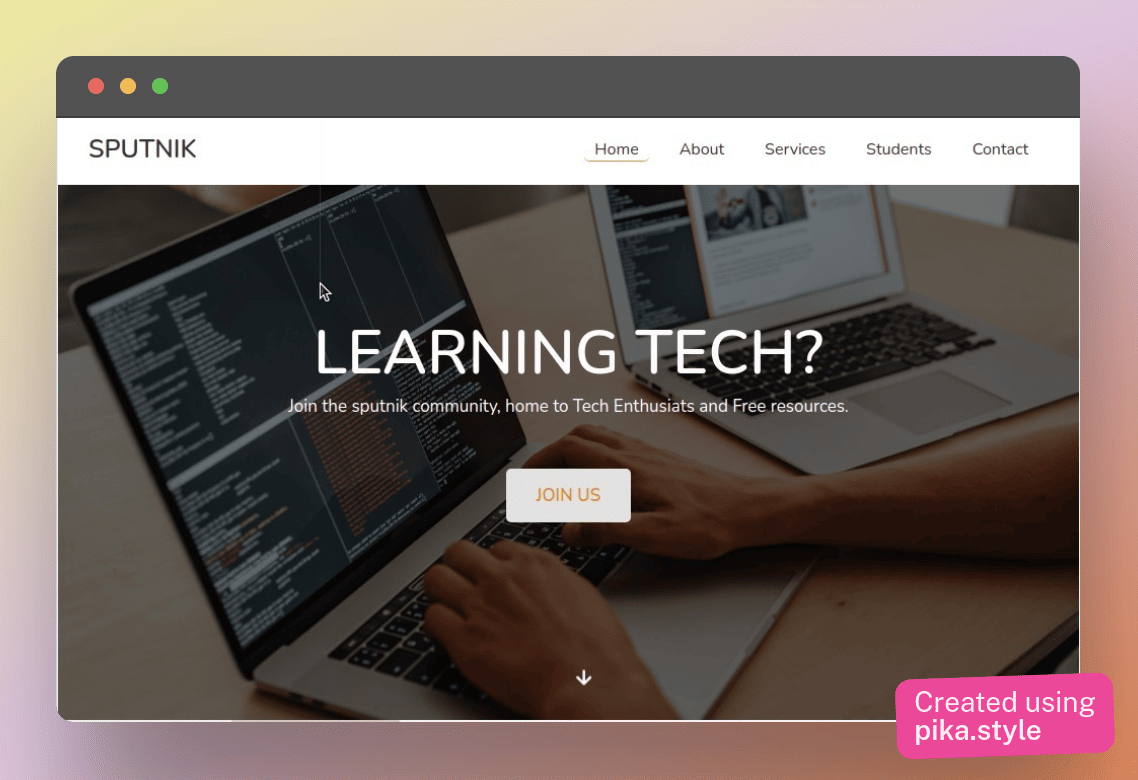 SPUTNIK
Home About Services Students Contact
LEARNING TECH?
Join the sputnik community, home to Tech Enthusiats and Free resources.
JOIN US
Created using
pika.style